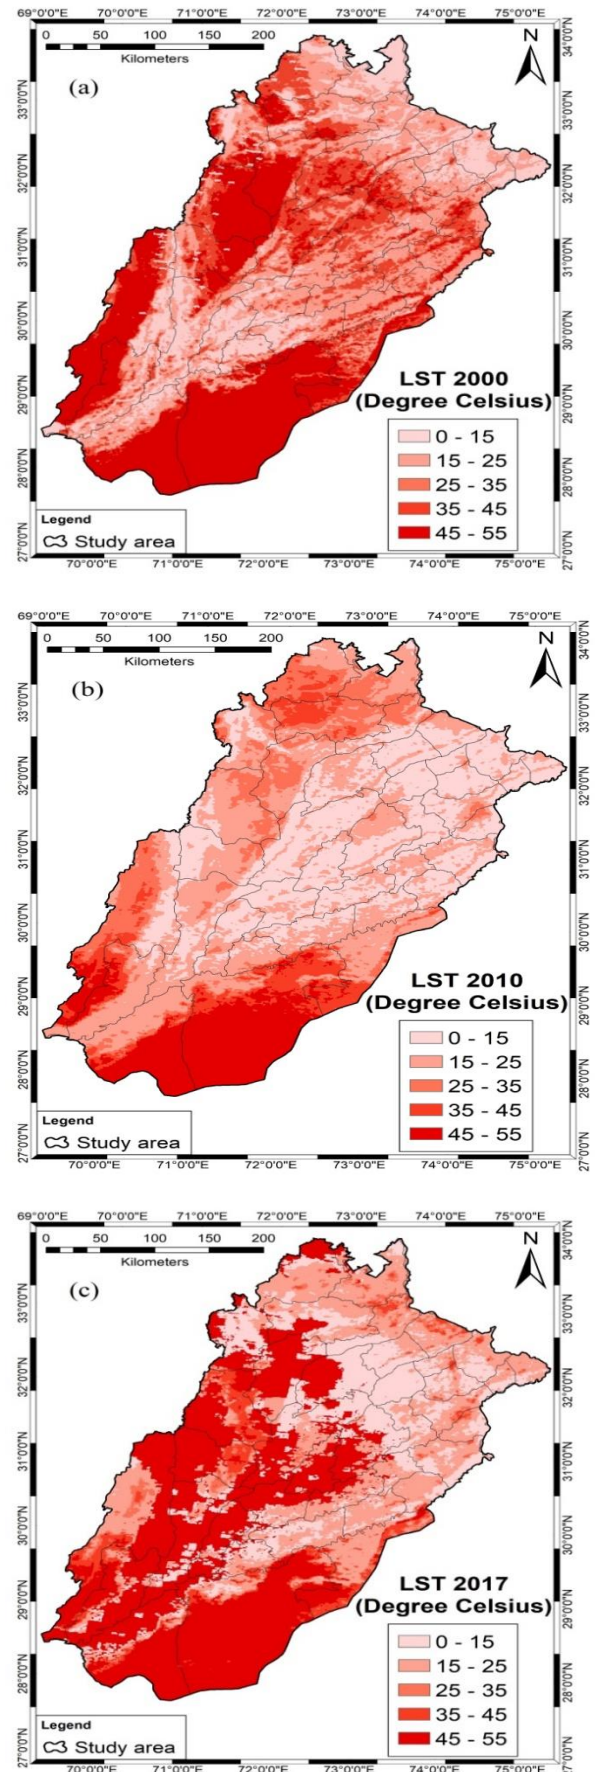 69°0'0"E 70°0'0"E 71°0'0"E 72°0'0"E 73°0'0"E 74°0'0"E 75°0'0"E
0 50 100 150 200
Kilometers
N
(a)
34°0'0"N
33°0'0"N 33°0'0"N
32°0'0"N 32°0'0"N
31°0'0"N 31°0'0"N
30°0'0"N 30°0'0"N
29°0'0"N 29°0'0"N
28°0'0"N 28°0'0"N
27°0'0"N 27°0'0"N
LST 2000
(Degree Celsius)
0 - 15
15 - 25
25 - 35
35 - 45
45 - 55
Legend
Study area
70°0'0"E 71°0'0"E 72°0'0"E 73°0'0"E 74°0'0"E 75°0'0"E
69°0'0"E 70°0'0"E 71°0'0"E 72°0'0"E 73°0'0"E 74°0'0"E 75°0'0"E
0 50 100 150 200
Kilometers
N
(b)
34°0'0"N
33°0'0"N 33°0'0"N
32°0'0"N 32°0'0"N
31°0'0"N 31°0'0"N
30°0'0"N 30°0'0"N
29°0'0"N 29°0'0"N
28°0'0"N 28°0'0"N
27°0'0"N 27°0'0"N
LST 2010
(Degree Celsius)
0 - 15
15 - 25
25 - 35
35 - 45
45 - 55
Legend
Study area
70°0'0"E 71°0'0"E 72°0'0"E 73°0'0"E 74°0'0"E 75°0'0"E
69°0'0"E 70°0'0"E 71°0'0"E 72°0'0"E 73°0'0"E 74°0'0"E 75°0'0"E
0 50 100 150 200
Kilometers
N
(c)
34°0'0"N
33°0'0"N 33°0'0"N
32°0'0"N 32°0'0"N
31°0'0"N 31°0'0"N
30°0'0"N 30°0'0"N
29°0'0"N 29°0'0"N
28°0'0"N 28°0'0"N
27°0'0"N 27°0'0"N
LST 2017
(Degree Celsius)
0 - 15
15 - 25
25 - 35
35 - 45
45 - 55
Legend
Study area
70°0'0"E 71°0'0"E 72°0'0"E 73°0'0"E 74°0'0"E 75°0'0"E